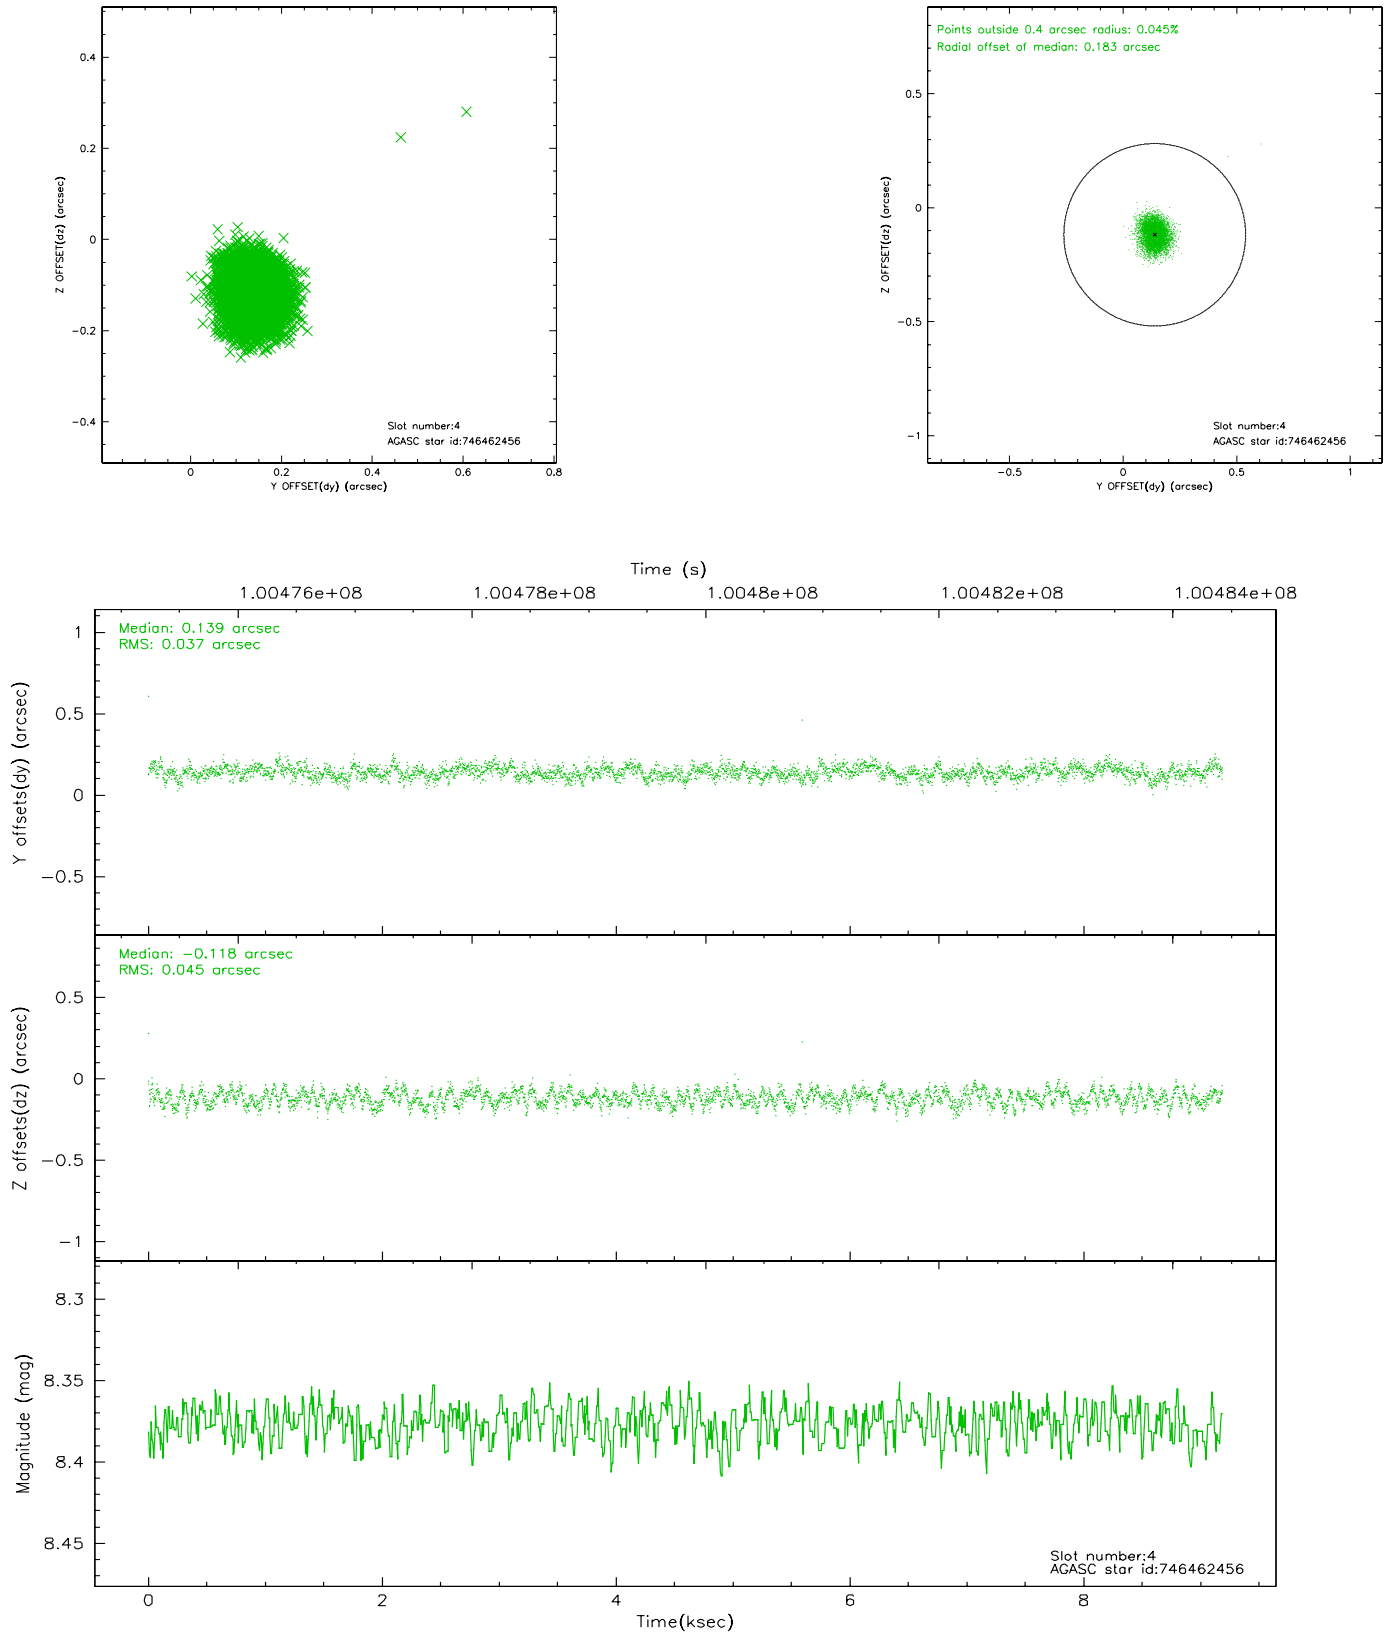 0.4
0.2
0
−0.2
−0.4
Z OFFSET(dz) (arcsec)
Slot number:4
AGASC star id:746462456
0 0.2 0.4 0.6 0.8
Y OFFSET(dy) (arcsec)
Points outside 0.4 arcsec radius: 0.045%
Radial offset of median: 0.183 arcsec
0.5
0
−0.5
−1
Z OFFSET(dz) (arcsec)
Slot number:4
AGASC star id:746462456
−0.5 0 0.5 1
Y OFFSET(dy) (arcsec)
Time (s)
1.00476e+08 1.00478e+08 1.0048e+08 1.00482e+08 1.00484e+08
Median: 0.139 arcsec
RMS: 0.037 arcsec
1
0.5
0
−0.5
Y offsets(dy) (arcsec)
Median: −0.118 arcsec
RMS: 0.045 arcsec
0.5
0
−0.5
−1
Z offsets(dz) (arcsec)
8.3
8.35
8.4
8.45
Magnitude (mag)
Slot number:4
AGASC star id:746462456
0 2 4 6 8
Time(ksec)